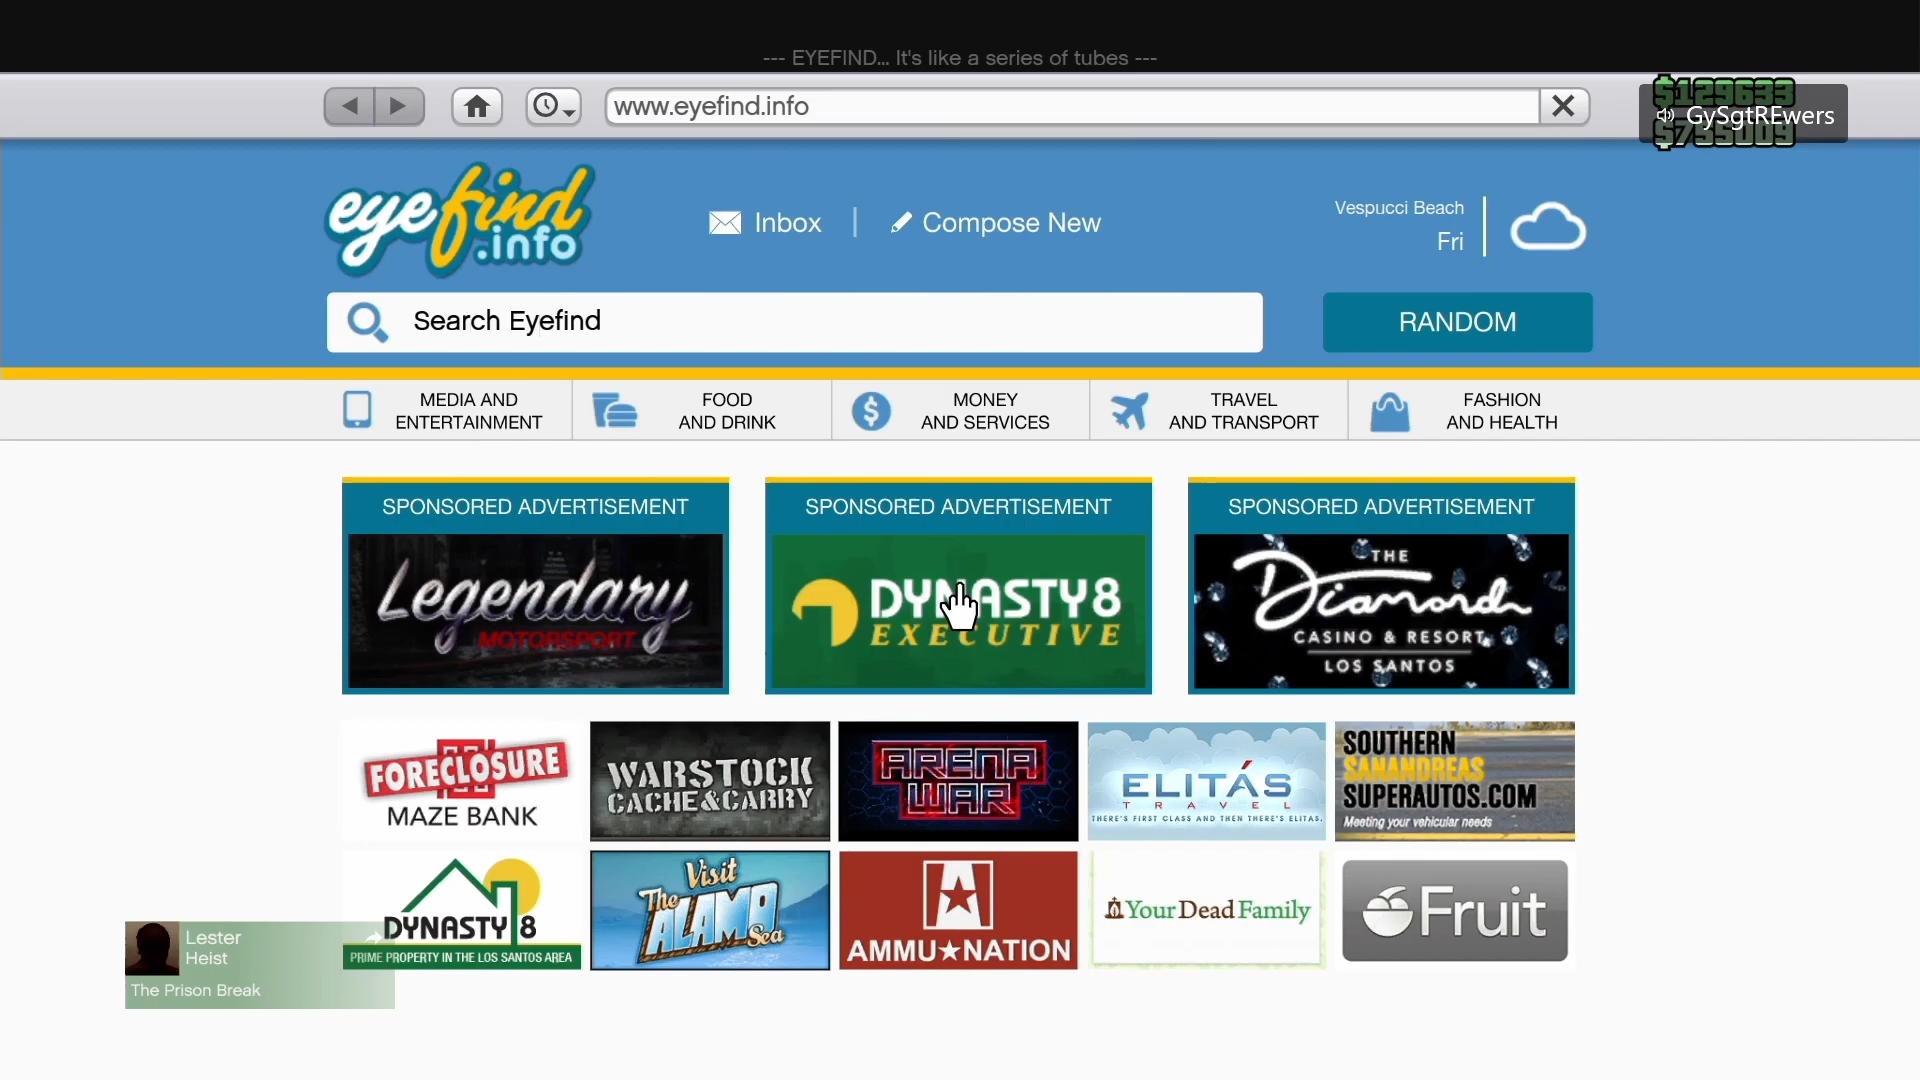 --- EYEFIND... It's like a series of tubes ---
www.eyefind.info
$129633
GySgtREwers
eyefind
.info
Inbox
Compose New
Vespucci Beach
Fri
Search Eyefind
RANDOM
MEDIA AND
ENTERTAINMENT
FOOD
AND DRINK
MONEY
AND SERVICES
TRAVEL
AND TRANSPORT
FASHION
AND HEALTH
SPONSORED ADVERTISEMENT
Legendary
MOTORSPORT
SPONSORED ADVERTISEMENT
DYNASTY8
EXECUTIVE
SPONSORED ADVERTISEMENT
THE
Diamond
CASINO & RESORT
LOS SANTOS
FORECLOSURE
MAZE BANK
WARSTOCK
CACHE&CARRY
ARENA
WAR
ELITÁS
TRAVEL
THERE'S FIRST CLASS AND THEN THERE'S ELITAS.
SOUTHERN
SANANDREAS
SUPERAUTOS.COM
Meeting your vehicular needs
DYNASTY 8
PRIME PROPERTY IN THE LOS SANTOS AREA
Visit
The
ALAMO
Sea
AMMU★NATION
YourDeadFamily
Fruit
Lester
Heist
The Prison Break